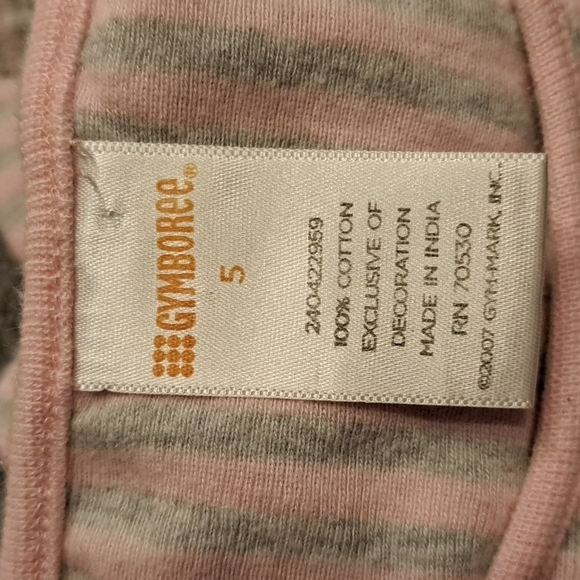 GYMBOREE®
5
240422959
100% COTTON
EXCLUSIVE OF
DECORATION
MADE IN INDIA
RN 70530
©2007 GYM-MARK, INC.